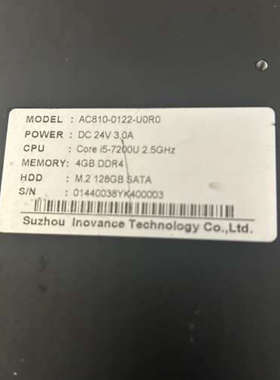 MODEL : AC810-0122-U0R0
POWER : DC 24V 3.0A
CPU : Core i5-7200U 2.5GHz
MEMORY: 4GB DDR4
HDD : M.2 128GB SATA
S/N : 01440038YK400003
Suzhou Inovance Technology Co.,Ltd.